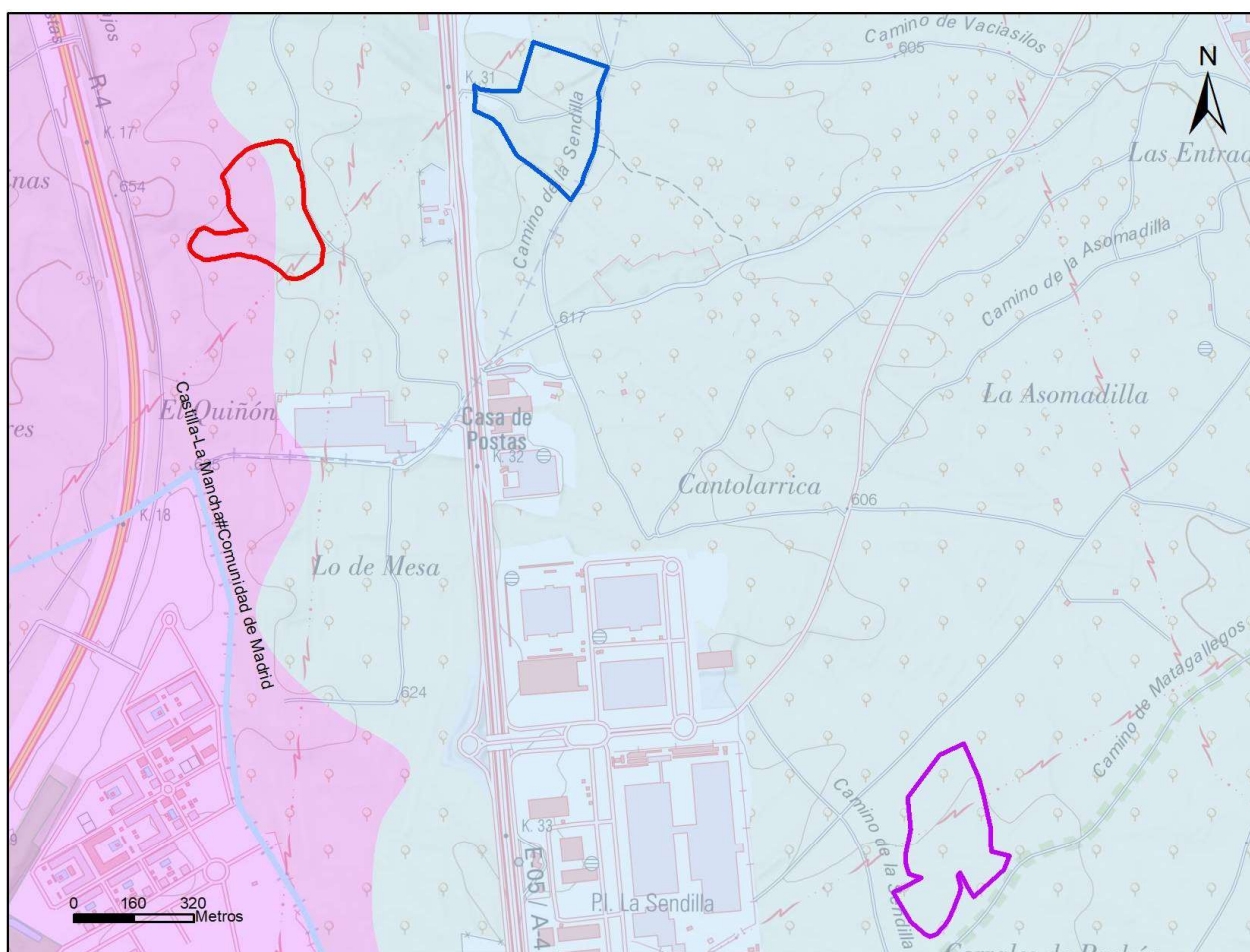 Camino de Vaciasilos
605
N
R-4
K. 31
K. 17
Camino de la Sendilla
Las Entrad
inas
654
Camino de la Asomadilla
630
617
El Quiñón
Casa de
Postas
La Asomadilla
res
Castilla-La Mancha#Comunidad de Madrid
K. 32
Cantolarrica
606
K. 18
Lo de Mesa
624
Camino de Matagallegos
Camino de la Sendilla
K. 33
E-05 / A-4
P.I. La Sendilla
0 160 320
Metros